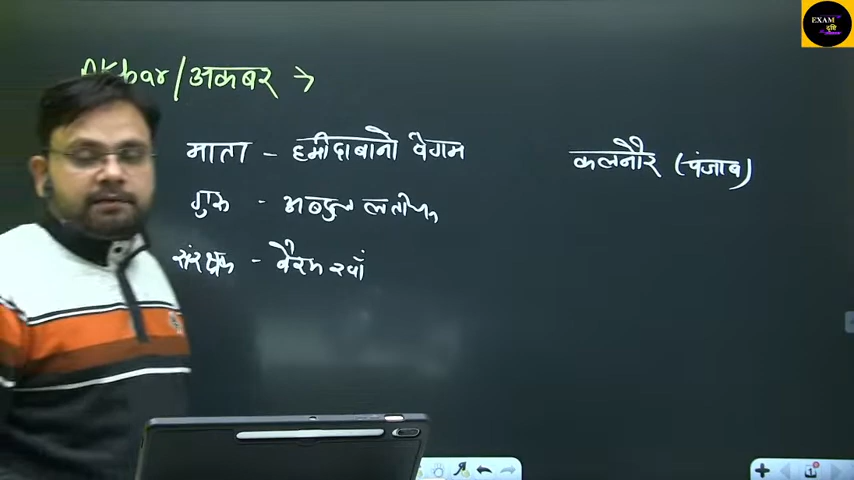 Akbar/अकबर →
माता - हमीदाबानो वेगम
गुरु - अब्दुल लतीफ
संरक्षक - बैरम खाँ
कलनौर (पंजाब)
EXAM